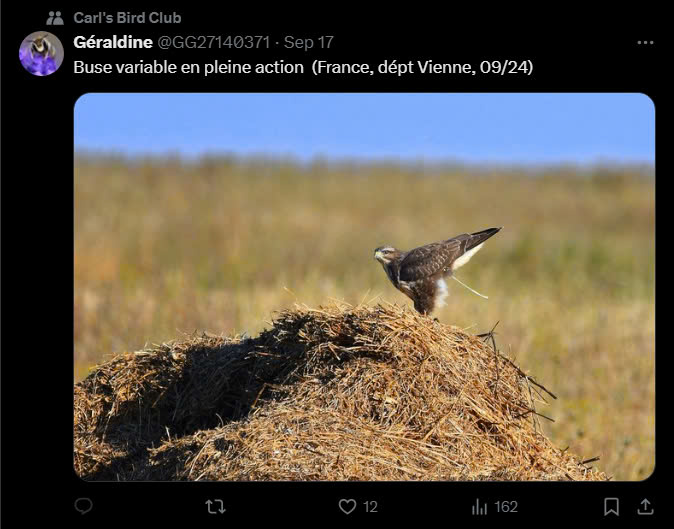 Carl's Bird Club
Géraldine @GG27140371 · Sep 17
Buse variable en pleine action (France, dépt Vienne, 09/24)
12 162